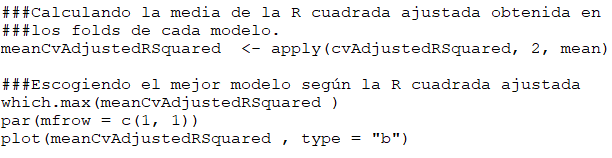 ###Calculando la media de la R cuadrada ajustada obtenida en
###los folds de cada modelo.
meanCvAdjustedRSquared  <- apply(cvAdjustedRSquared, 2, mean)

###Escogiendo el mejor modelo según la R cuadrada ajustada
which.max(meanCvAdjustedRSquared )
par(mfrow = c(1, 1))
plot(meanCvAdjustedRSquared , type = "b")